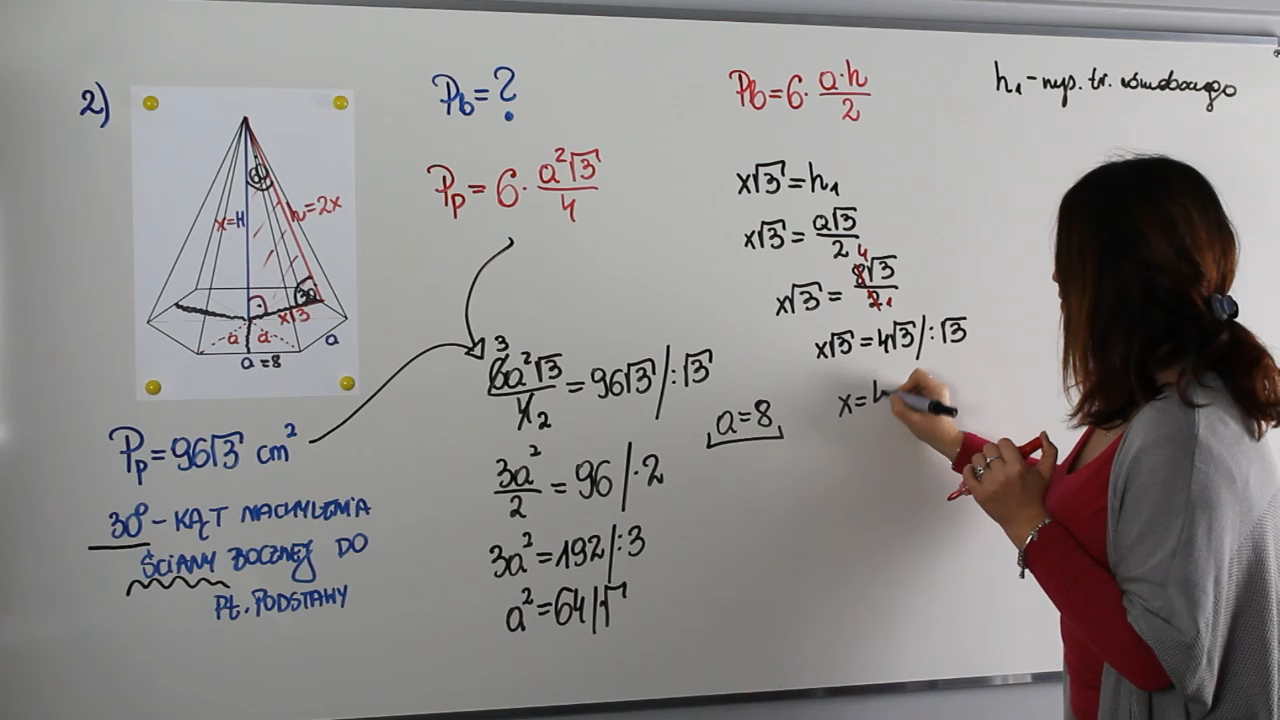 2)
60
x=H
h=2x
30
x√3
a a
a
a=8
Pp=96√3 cm²
30° - KĄT NACHYLENIA
ŚCIANY BOCZNEJ DO
PŁ. PODSTAWY
Pb=?
Pp=6·a²√3/4
3
6a²√3/4 2 = 96√3 /:√3
3a²/2 = 96 /·2
3a²=192 /:3
a²=64 /√
a=8
Pb=6·a·h/2
x√3=h₁
x√3=a√3/2
x√3=8 4√3/2 1
x√3=4√3 /:√3
x=
h₁ - wys. tr. równobocznego